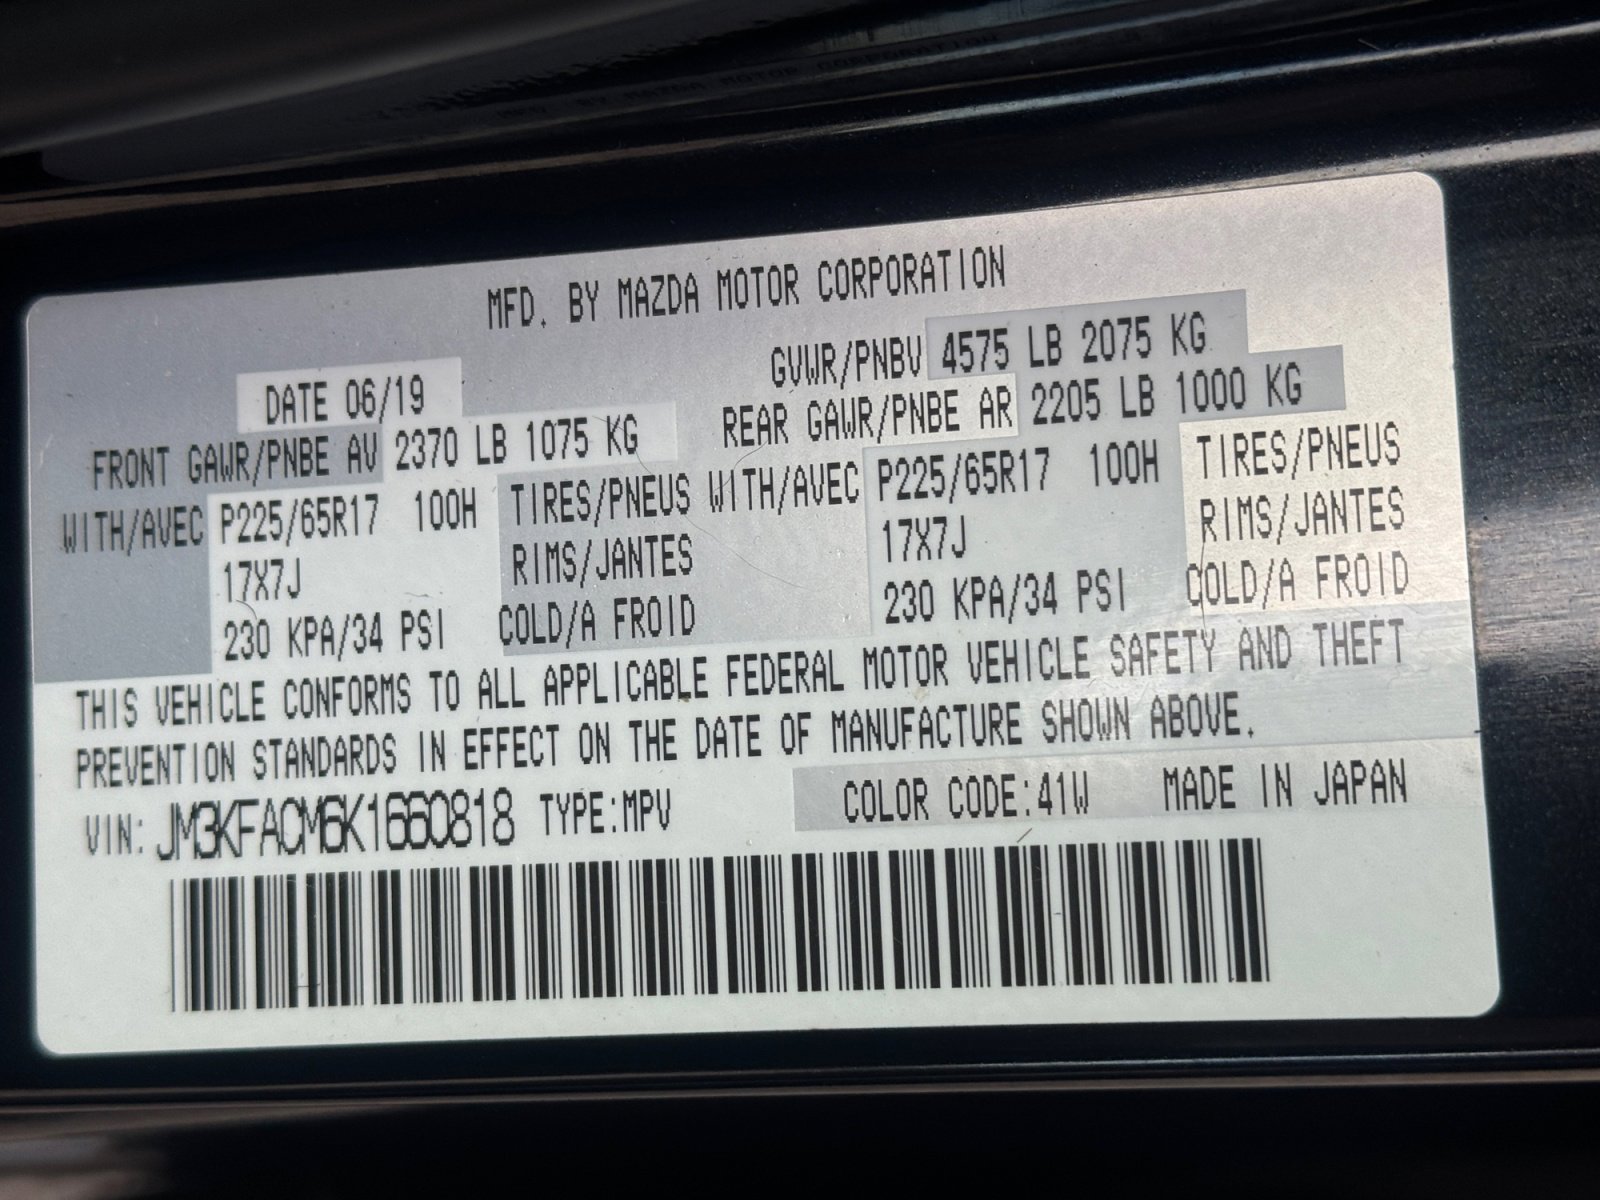 MFD. BY MAZDA MOTOR CORPORATION
DATE 06/19 GVWR/PNBV 4575 LB 2075 KG
FRONT GAWR/PNBE AV 2370 LB 1075 KG REAR GAWR/PNBE AR 2205 LB 1000 KG
WITH/AVEC P225/65R17 100H TIRES/PNEUS WITH/AVEC P225/65R17 100H TIRES/PNEUS
17X7J RIMS/JANTES 17X7J RIMS/JANTES
230 KPA/34 PSI COLD/A FROID 230 KPA/34 PSI COLD/A FROID
THIS VEHICLE CONFORMS TO ALL APPLICABLE FEDERAL MOTOR VEHICLE SAFETY AND THEFT
PREVENTION STANDARDS IN EFFECT ON THE DATE OF MANUFACTURE SHOWN ABOVE.
VIN: JM3KFACM6K1660818 TYPE:MPV COLOR CODE:41W MADE IN JAPAN